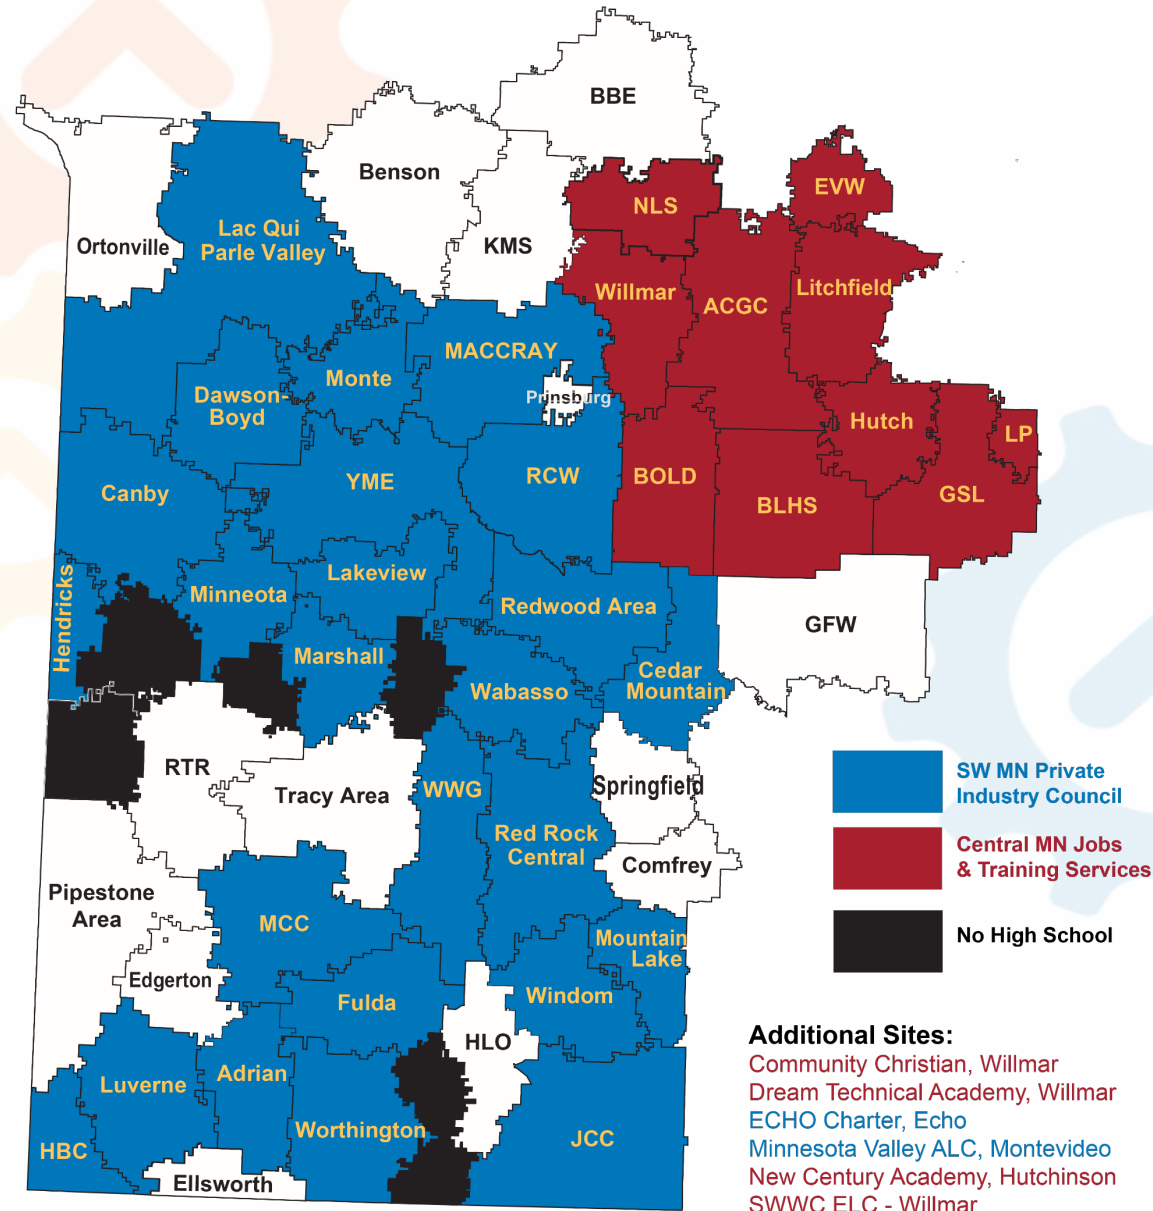 BBE
Benson
EVW
NLS
Ortonville
Lac Qui
Parle Valley
KMS
Willmar
ACGC
Litchfield
MACCRAY
Monte
Dawson-
Boyd
Prinsburg
Hutch
LP
Canby
YME
RCW
BOLD
BLHS
GSL
Hendricks
Minneota
Lakeview
Redwood Area
GFW
Marshall
Wabasso
Cedar
Mountain
RTR
Tracy Area
WWG
Springfield
Red Rock
Central
Comfrey
Pipestone
Area
MCC
Mountain
Lake
Edgerton
Fulda
Windom
HLO
Luverne
Adrian
Worthington
JCC
HBC
Ellsworth
SW MN Private
Industry Council
Central MN Jobs
& Training Services
No High School
Additional Sites:
Community Christian, Willmar
Dream Technical Academy, Willmar
ECHO Charter, Echo
Minnesota Valley ALC, Montevideo
New Century Academy, Hutchinson
SWWC ELC - Willmar